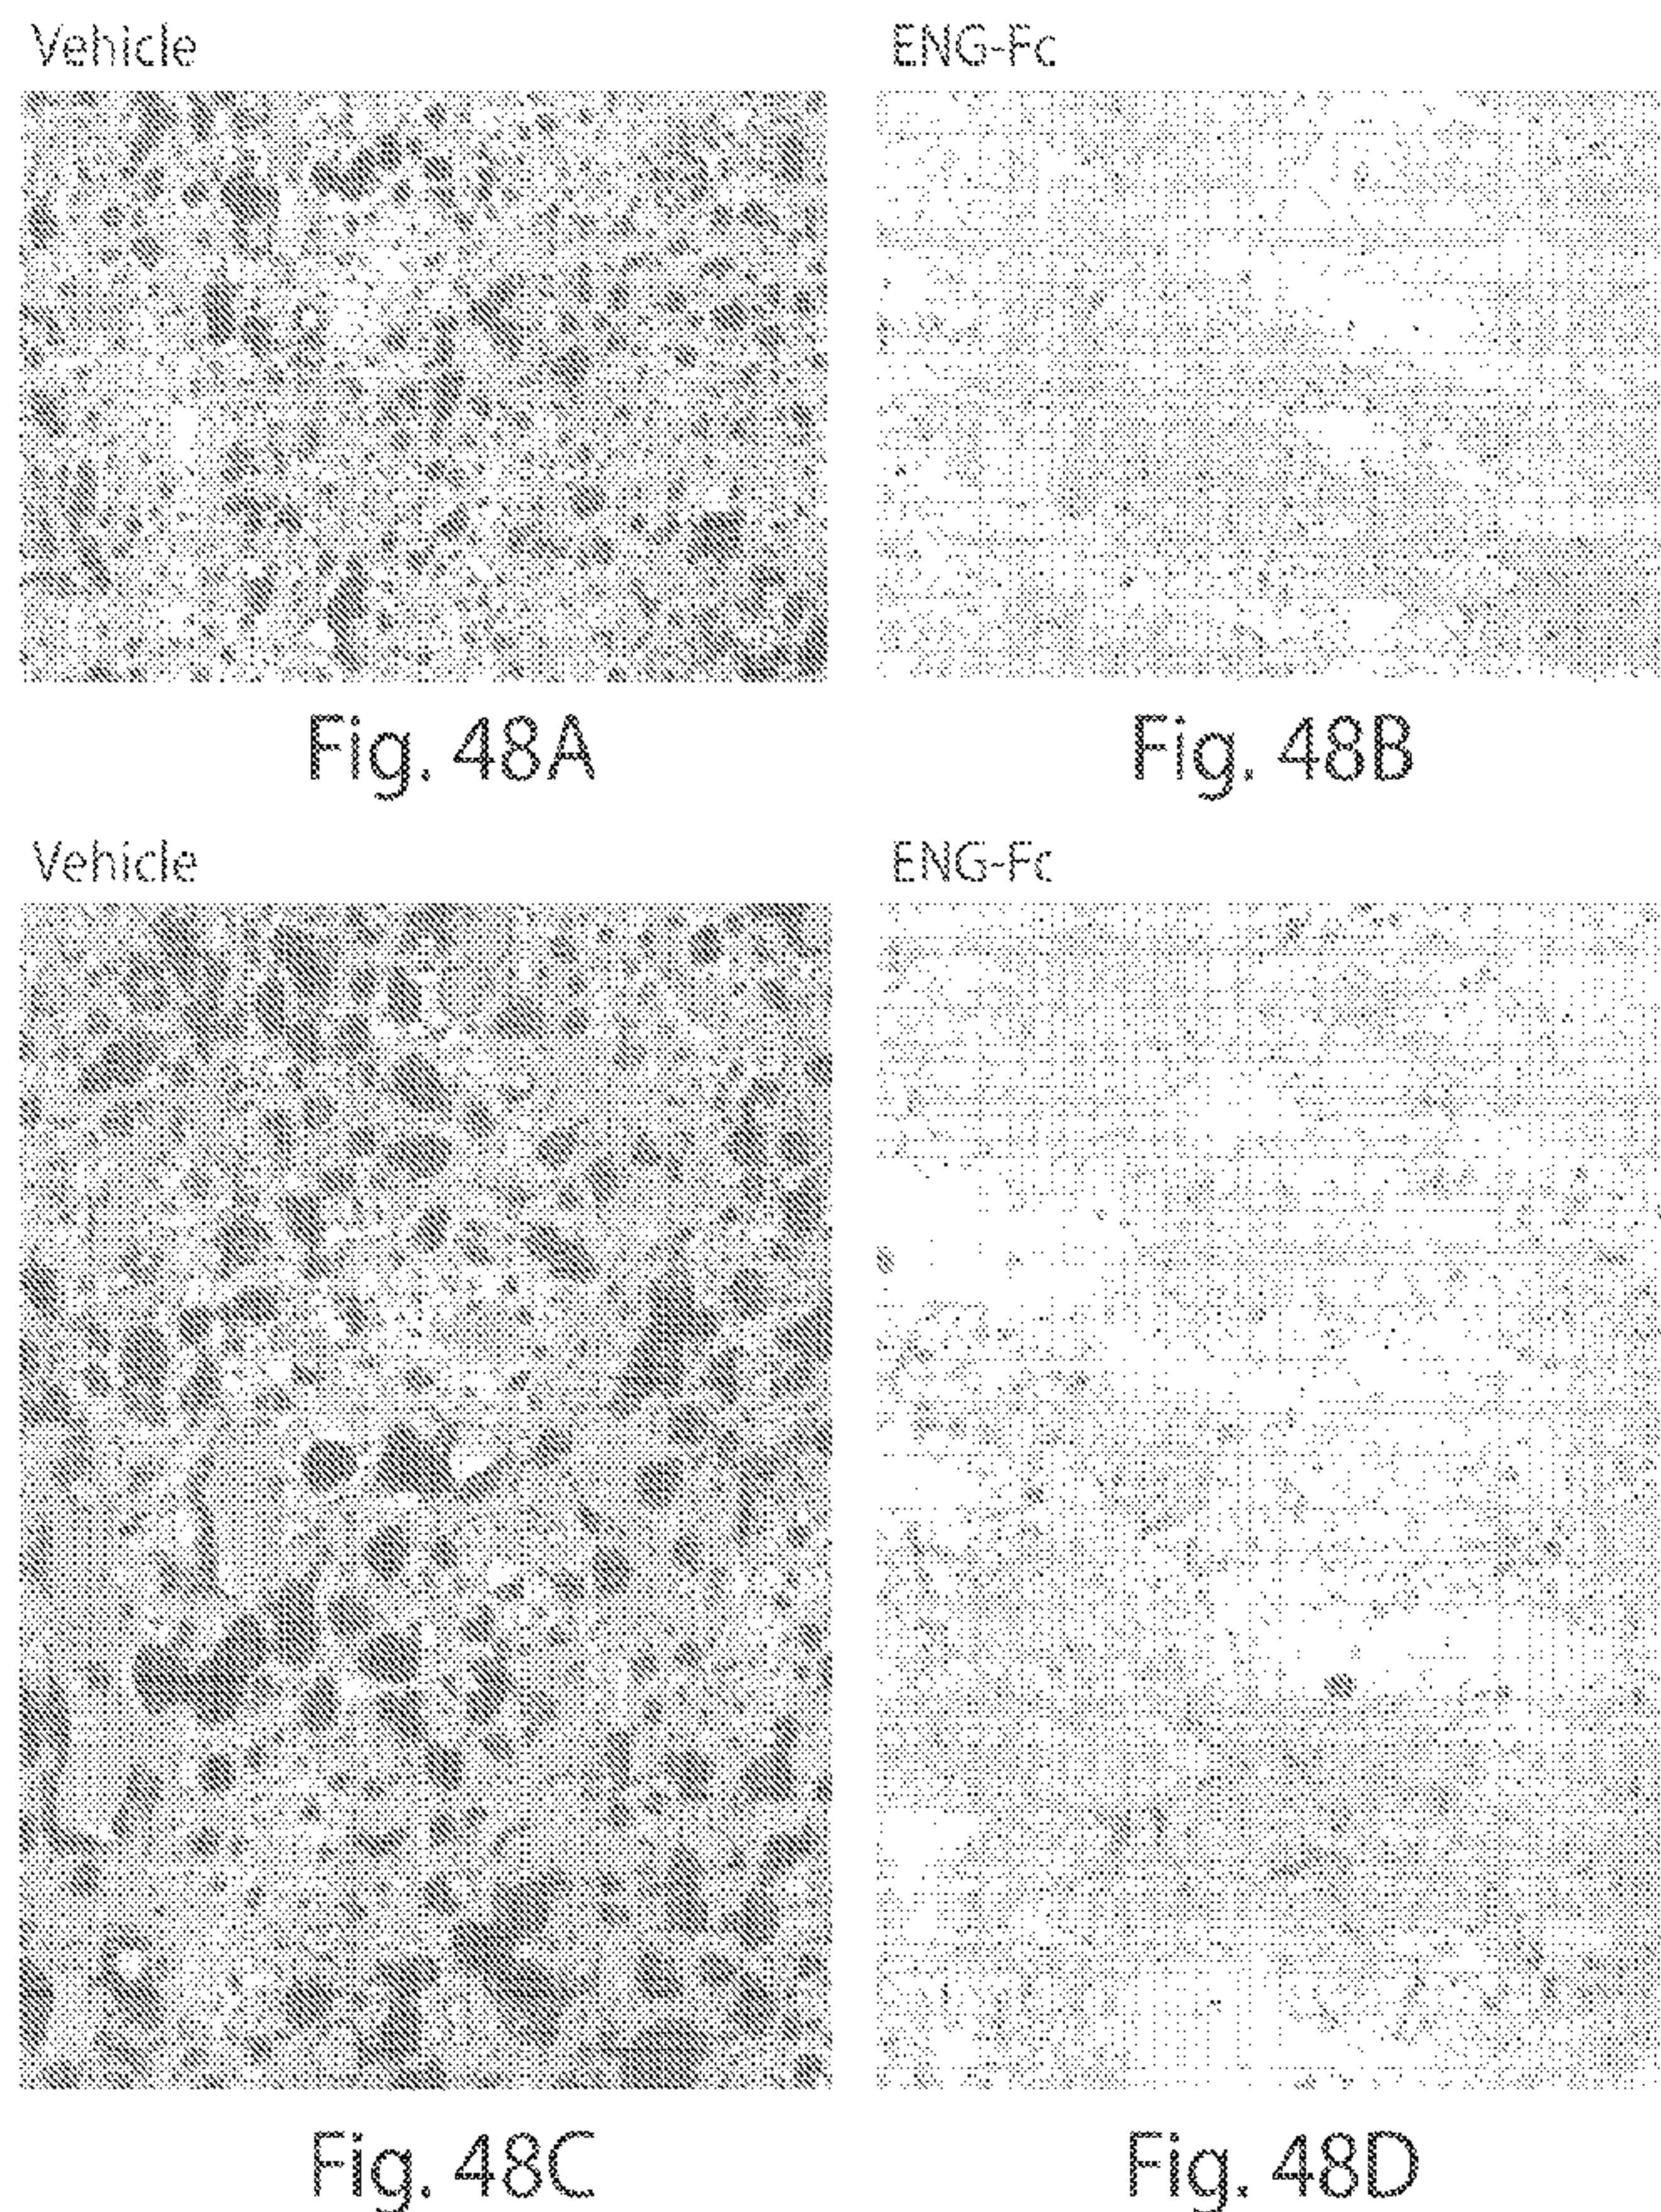 Vehicle
ENG-Fc
Fig. 48A
Fig. 48B
Vehicle
ENG-Fc
Fig. 48C
Fig. 48D